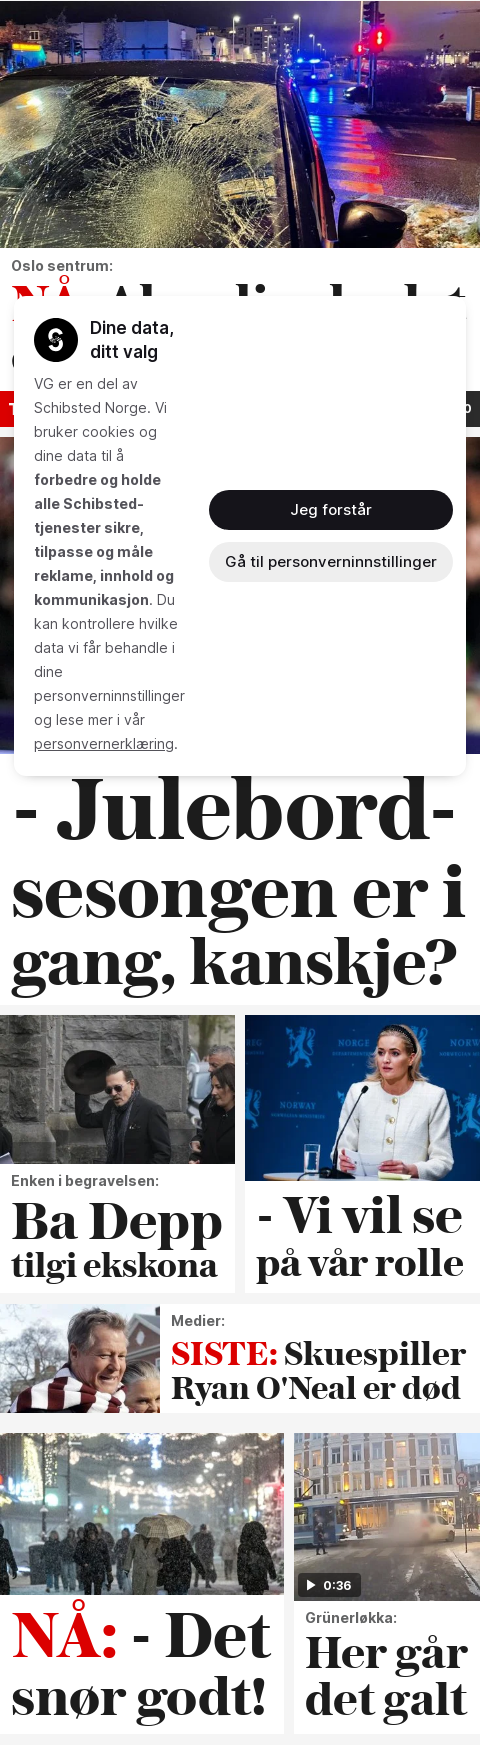 Oslo sentrum:
NÅ:
Dine data,
ditt valg
VG er en del av
Schibsted Norge. Vi
bruker cookies og
dine data til å
forbedre og holde
alle Schibsted-
tjenester sikre,
tilpasse og måle
reklame, innhold og
kommunikasjon. Du
kan kontrollere hvilke
data vi får behandle i
dine
personverninnstillinger
og lese mer i vår
personvernerklæring.
Jeg forstår
Gå til personverninnstillinger
- Julebord-
sesongen er i
gang, kanskje?
NORGE
NORWAY
Enken i begravelsen:
Ba Depp
tilgi ekskona
- Vi vil se
på vår rolle
Medier:
SISTE: Skuespiller
Ryan O'Neal er død
NÅ: - Det
snør godt!
0:36
Grünerløkka:
Her går
det galt